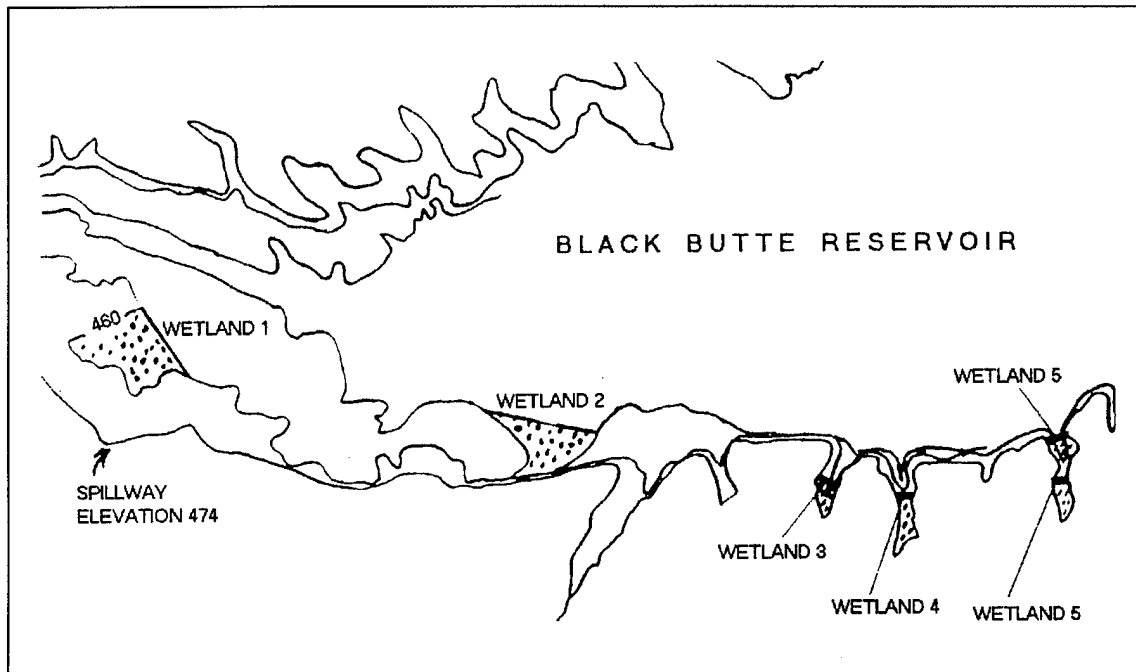 BLACK BUTTE RESERVOIR
460
WETLAND 1
WETLAND 2
WETLAND 5
SPILLWAY
ELEVATION 474
WETLAND 3
WETLAND 4
WETLAND 5